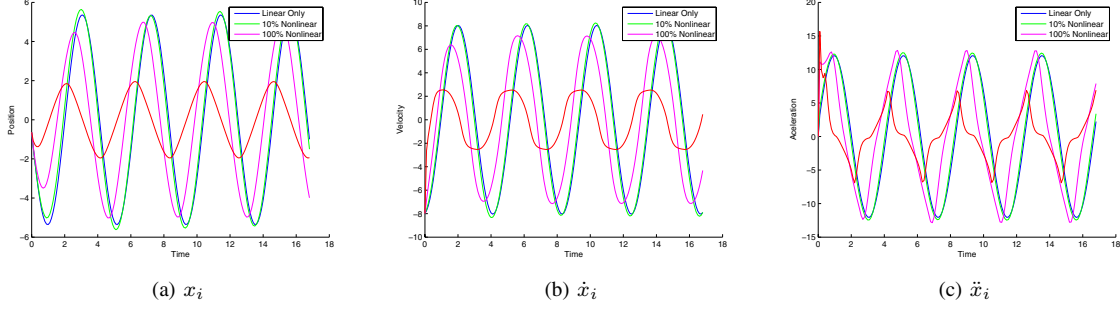 Linear Only
10% Nonlinear
100% Nonlinear
6
4
2
0
−2
−4
−6
Position
0 2 4 6 8 10 12 14 16 18
Time
(a) xᵢ
Linear Only
10% Nonlinear
100% Nonlinear
10
8
6
4
2
0
−2
−4
−6
−8
−10
Velocity
0 2 4 6 8 10 12 14 16 18
Time
(b) ẋᵢ
Linear Only
10% Nonlinear
100% Nonlinear
20
15
10
5
0
−5
−10
−15
Aceleration
0 2 4 6 8 10 12 14 16 18
Time
(c) ẍᵢ